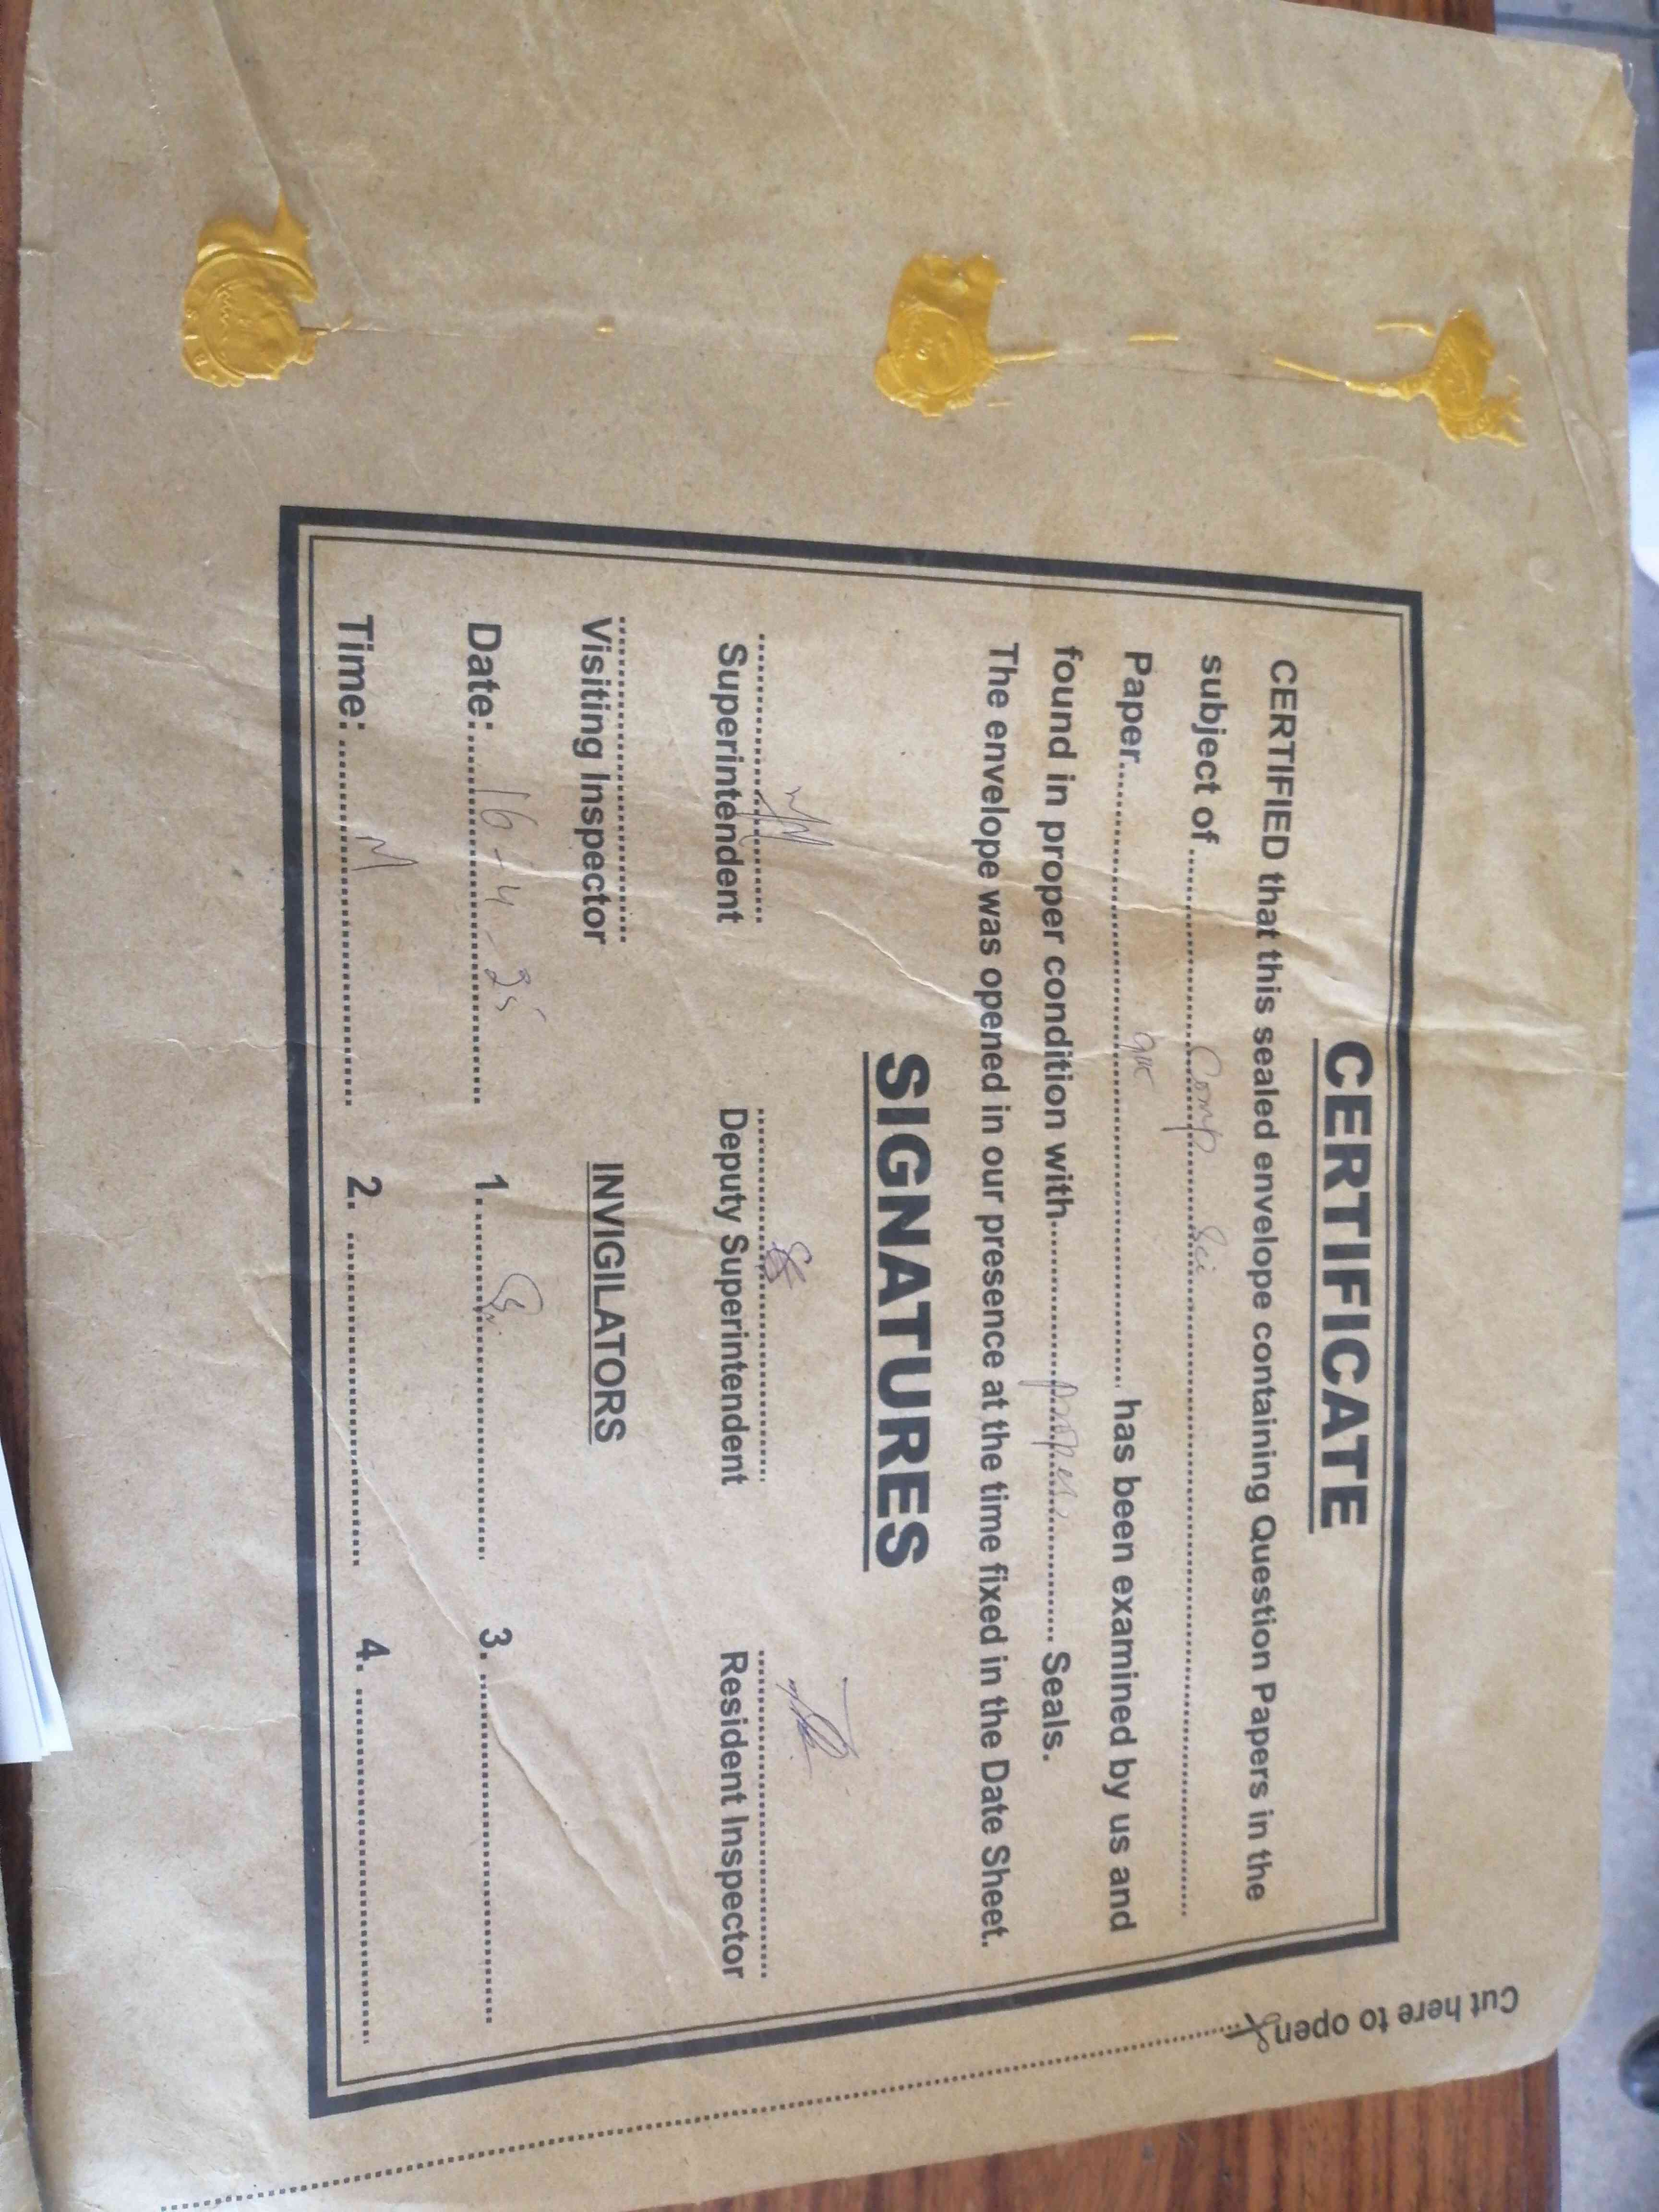 CERTIFICATE
CERTIFIED that this sealed envelope containing Question Papers in the
subject of.......Comp Sci.......
Paper.............. has been examined by us and
found in proper condition with.......proper....... Seals.
The envelope was opened in our presence at the time fixed in the Date Sheet.
SIGNATURES
Superintendent Deputy Superintendent Resident Inspector
Visiting Inspector INVIGILATORS
Date:.......16-4-25....... 1............... 3. ...............
Time: .......M....... 2. ............... 4. ...............
Cut here to open